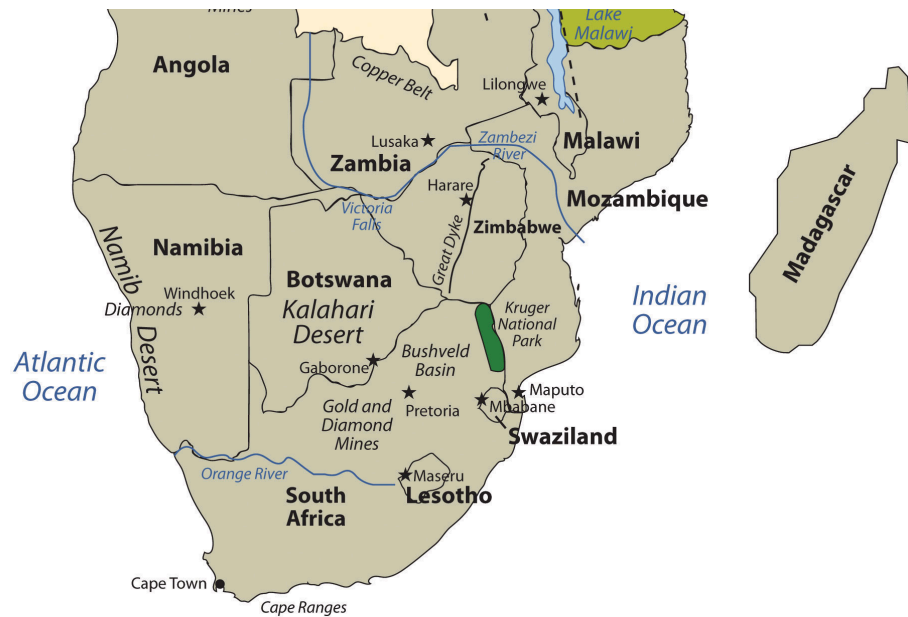 Mines
Lake
Malawi
Angola
Copper Belt
Lilongwe
Lusaka
Zambezi
River
Malawi
Zambia
Harare
Mozambique
Victoria
Falls
Great Dyke
Zimbabwe
Madagascar
Namib
Desert
Namibia
Botswana
Windhoek
Diamonds
Kalahari
Desert
Kruger
National
Park
Indian
Ocean
Atlantic
Ocean
Gaborone
Bushveld
Basin
Maputo
Mbabane
Pretoria
Gold and
Diamond
Mines
Swaziland
Orange River
Maseru
South
Africa
Lesotho
Cape Town
Cape Ranges